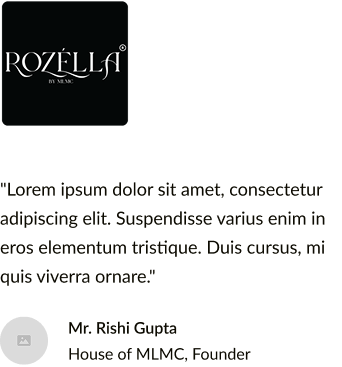 ROZÉLLA®
BY MLMC
"Lorem ipsum dolor sit amet, consectetur
adipiscing elit. Suspendisse varius enim in
eros elementum tristique. Duis cursus, mi
quis viverra ornare."
Mr. Rishi Gupta
House of MLMC, Founder